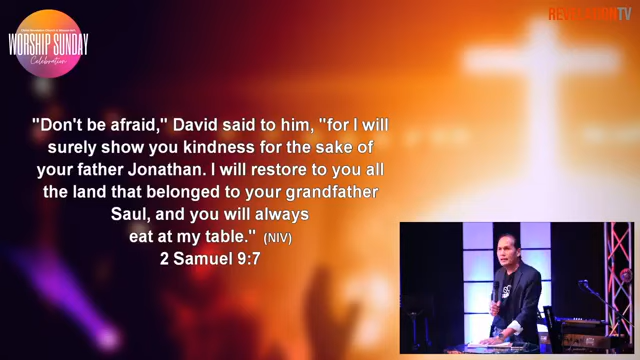 WORSHIP SUNDAY
Celebration
REVELATIONTV
"Don't be afraid," David said to him, "for I will
surely show you kindness for the sake of
your father Jonathan. I will restore to you all
the land that belonged to your grandfather
Saul, and you will always
eat at my table." (NIV)
2 Samuel 9:7